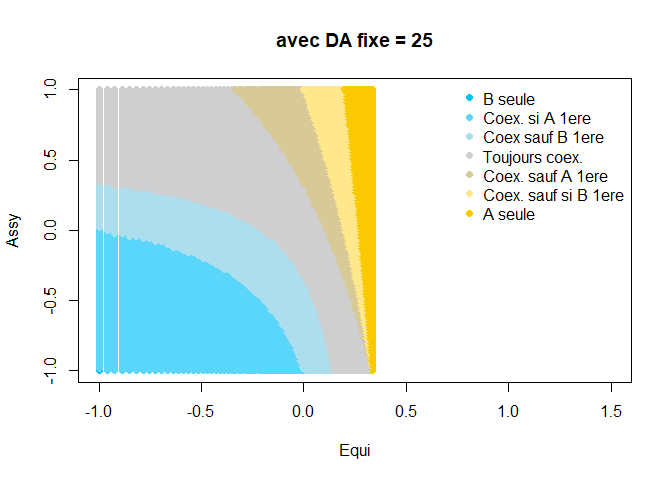 avec DA fixe = 25
B seule
Coex. si A 1ere
Coex sauf B 1ere
Toujours coex.
Coex. sauf A 1ere
Coex. sauf si B 1ere
A seule
Assy
1.0
0.5
0.0
-0.5
-1.0
-1.0 -0.5 0.0 0.5 1.0 1.5
Equi